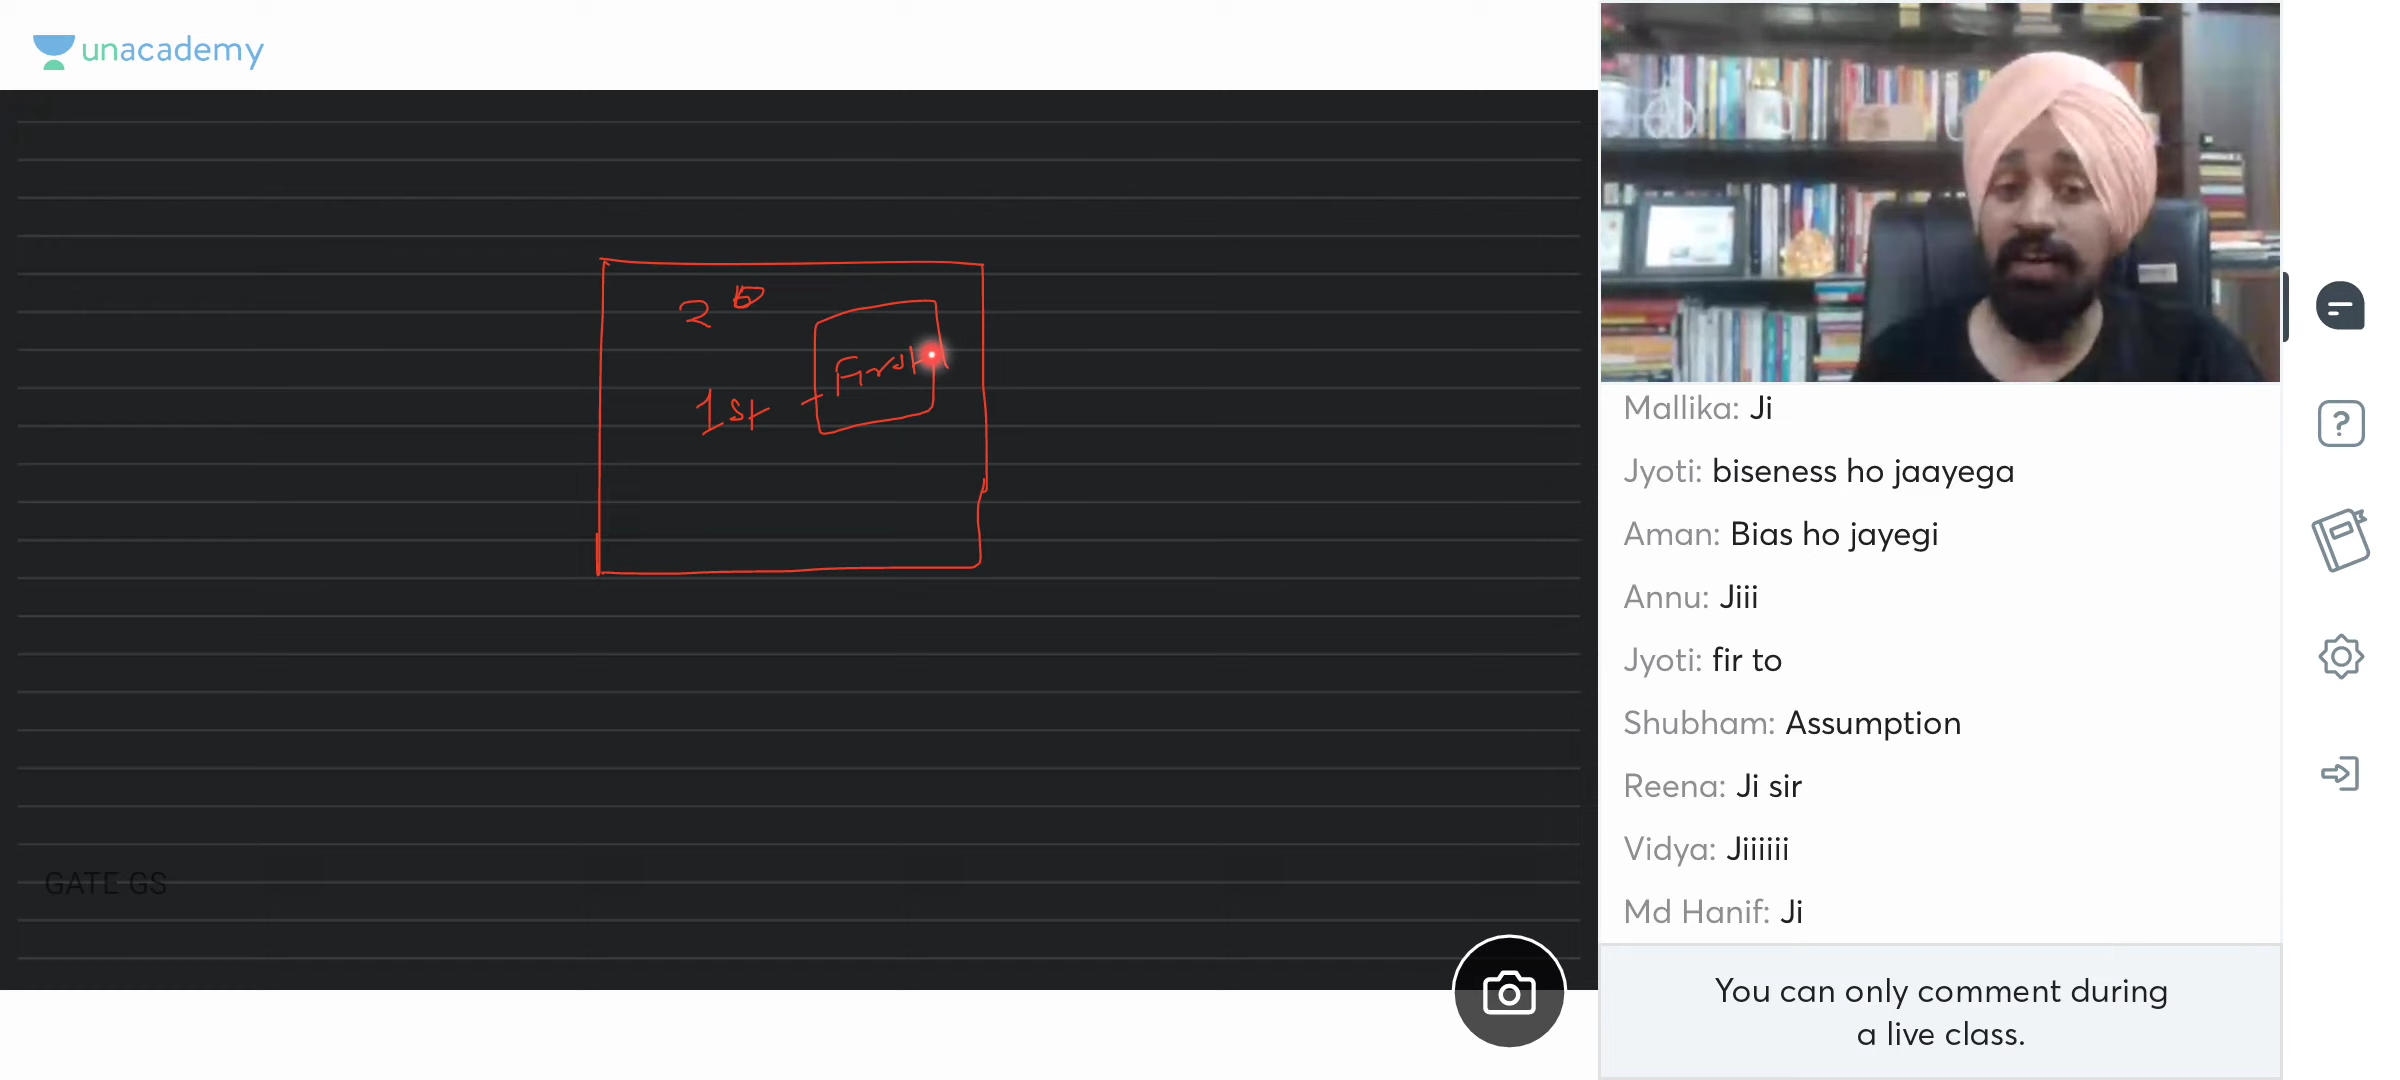 unacademy
2
First
1st
GATE GS
Mallika: Ji
Jyoti: biseness ho jaayega
Aman: Bias ho jayegi
Annu: Jiii
Jyoti: fir to
Shubham: Assumption
Reena: Ji sir
Vidya: Jiiiiii
Md Hanif: Ji
You can only comment during
a live class.
?